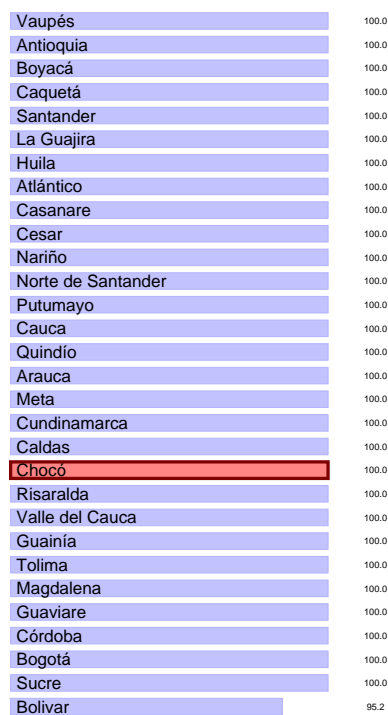 Vaupés 100.0
Antioquia 100.0
Boyacá 100.0
Caquetá 100.0
Santander 100.0
La Guajira 100.0
Huila 100.0
Atlántico 100.0
Casanare 100.0
Cesar 100.0
Nariño 100.0
Norte de Santander 100.0
Putumayo 100.0
Cauca 100.0
Quindío 100.0
Arauca 100.0
Meta 100.0
Cundinamarca 100.0
Caldas 100.0
Chocó 100.0
Risaralda 100.0
Valle del Cauca 100.0
Guainía 100.0
Tolima 100.0
Magdalena 100.0
Guaviare 100.0
Córdoba 100.0
Bogotá 100.0
Sucre 100.0
Bolivar 95.2